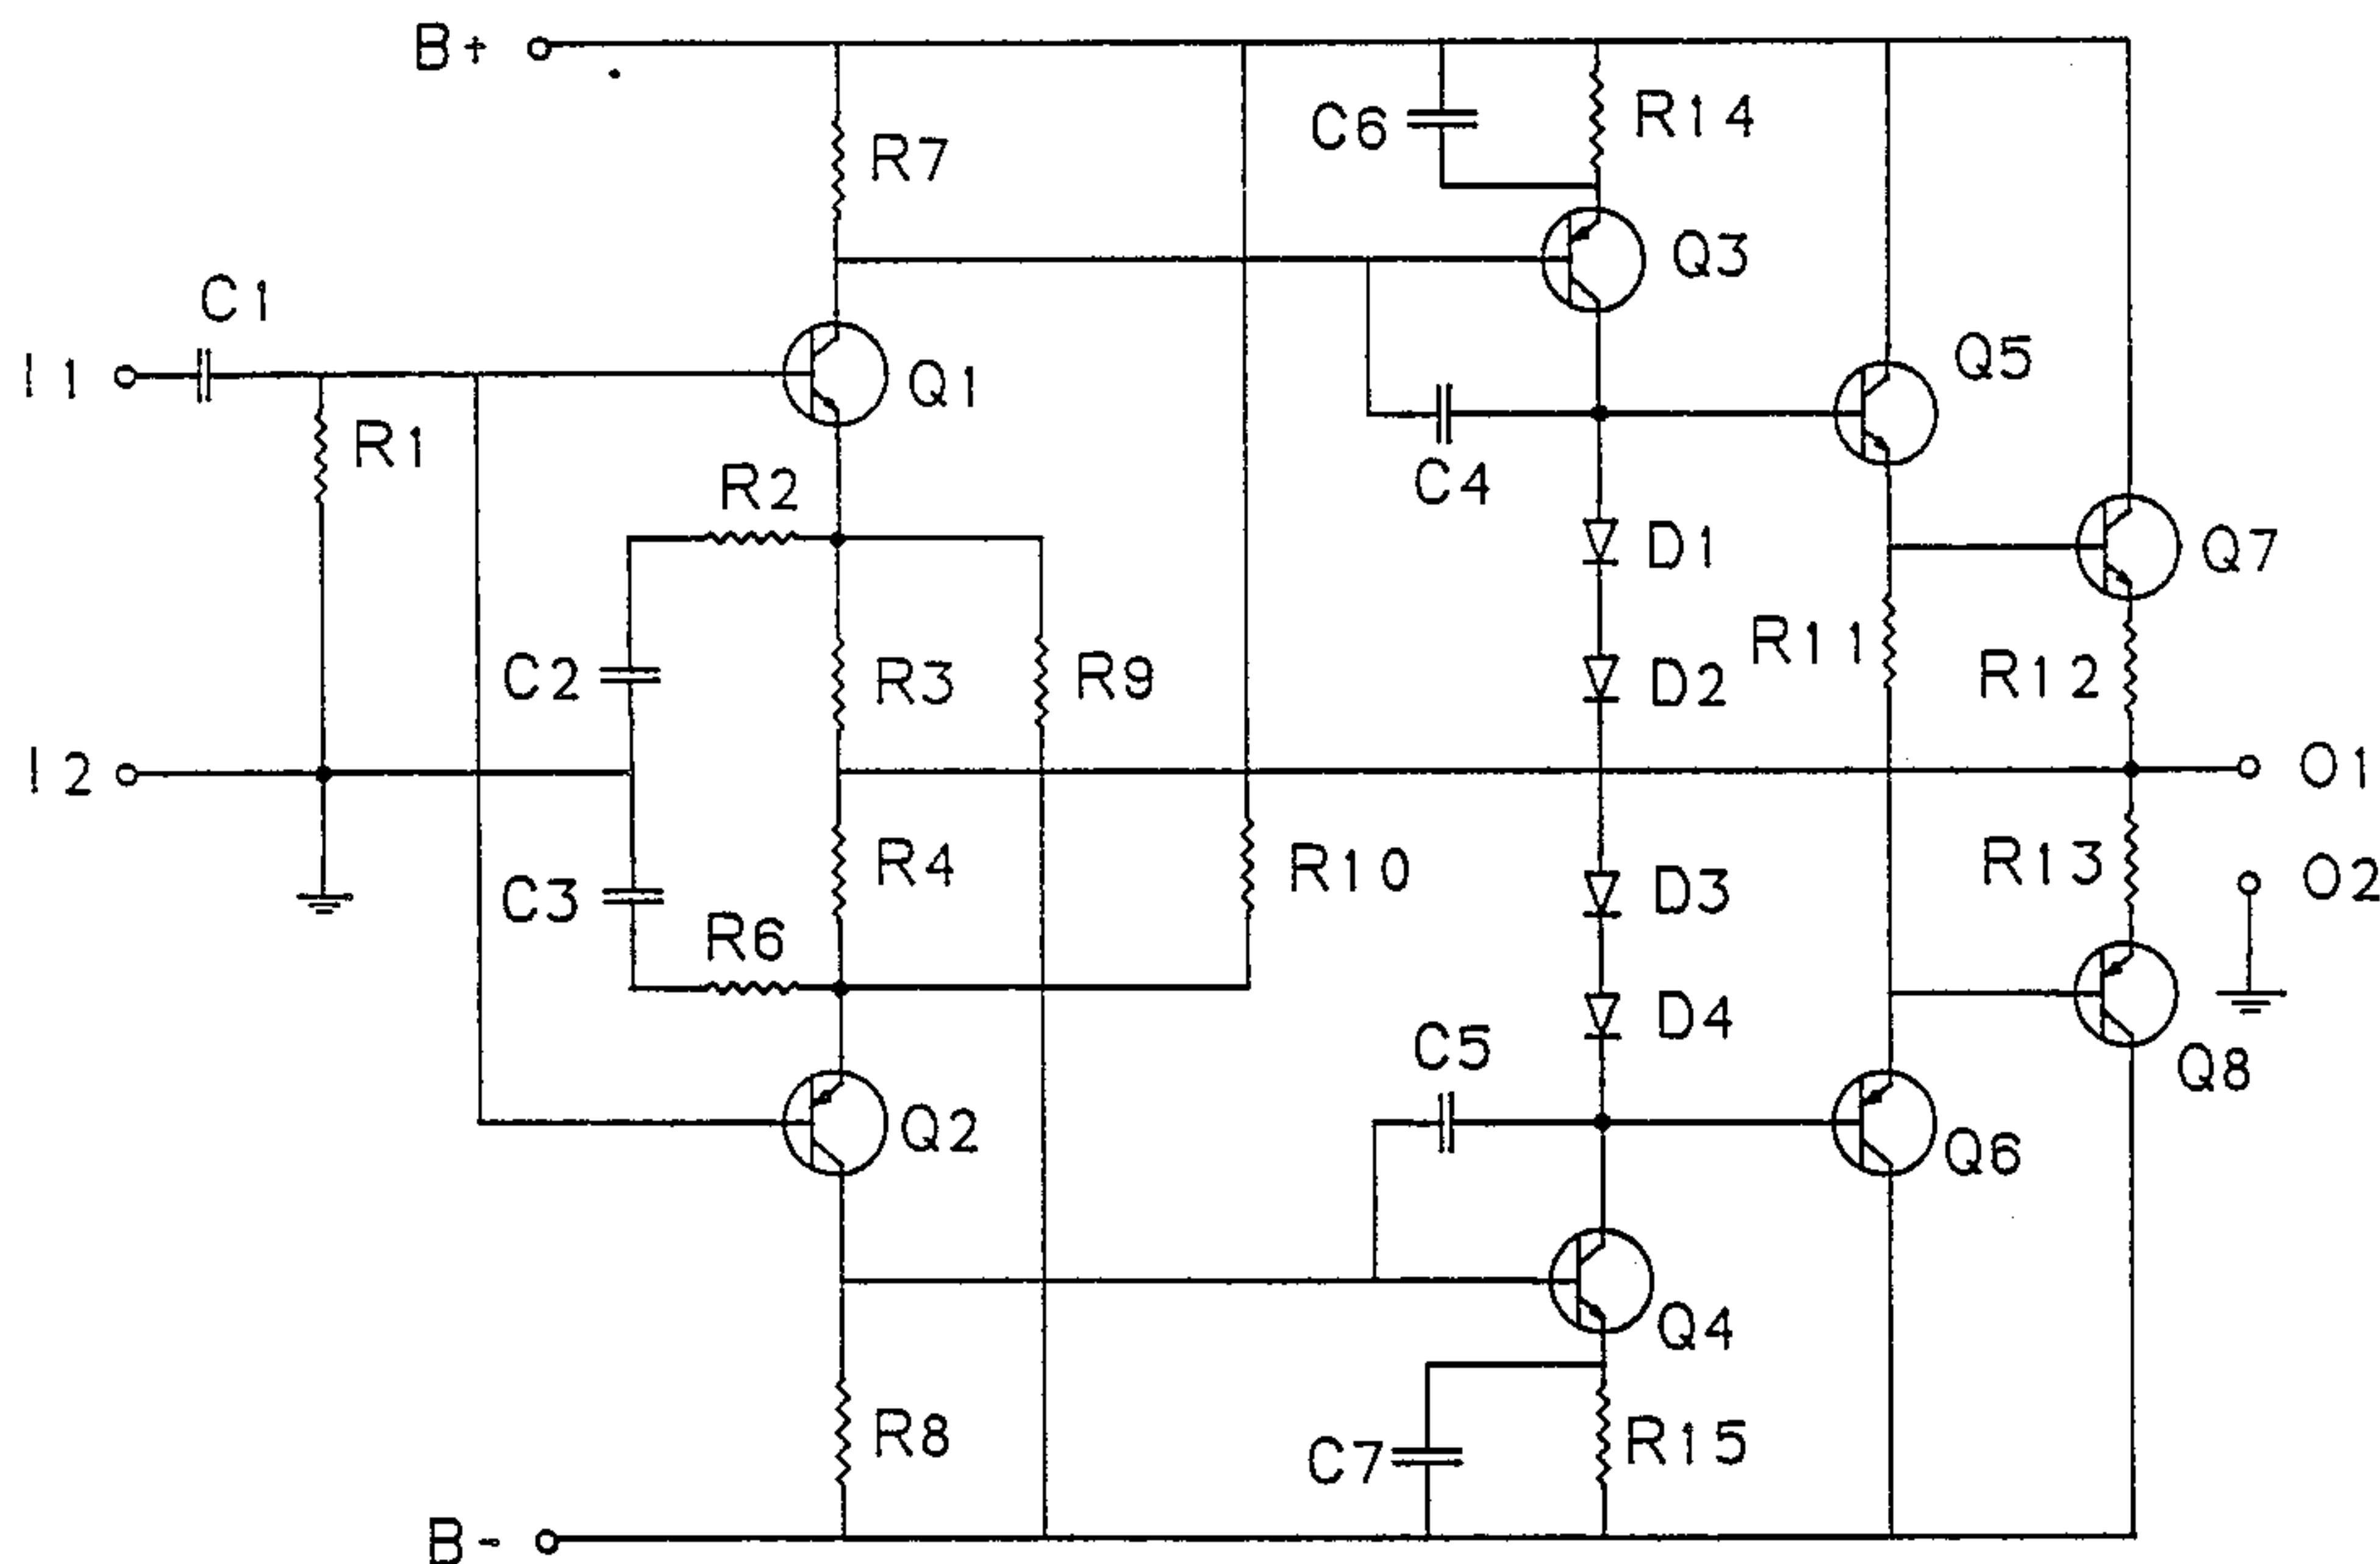 B+
R7
C6
R14
Q3
C1
I1
Q1
Q5
R1
R2
C4
D1
Q7
C2
R3
R9
R11
D2
R12
I2
O1
C3
R4
R10
D3
R13
O2
R6
C5
D4
Q8
Q2
Q6
Q4
R8
C7
R15
B-